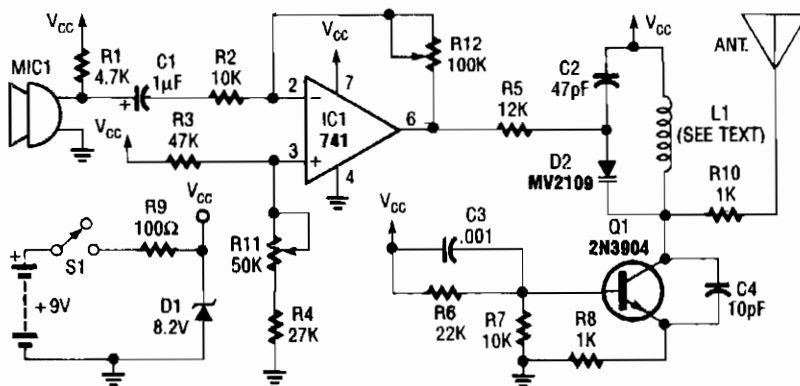 VCC
R1
4.7K
MIC1
C1
1µF
+
R2
10K
R12
100K
VCC
7
2
−
IC1
741
6
3
+
4
VCC
R3
47K
R5
12K
VCC
C2
47pF
ANT.
L1
(SEE TEXT)
D2
MV2109
R10
1K
Q1
2N3904
C4
10pF
VCC
C3
.001
R6
22K
R7
10K
R8
1K
R11
50K
R4
27K
VCC
R9
100Ω
S1
+
+9V
D1
8.2V